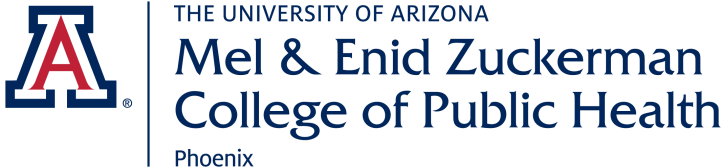 THE UNIVERSITY OF ARIZONA
A
®
Mel & Enid Zuckerman
College of Public Health
Phoenix